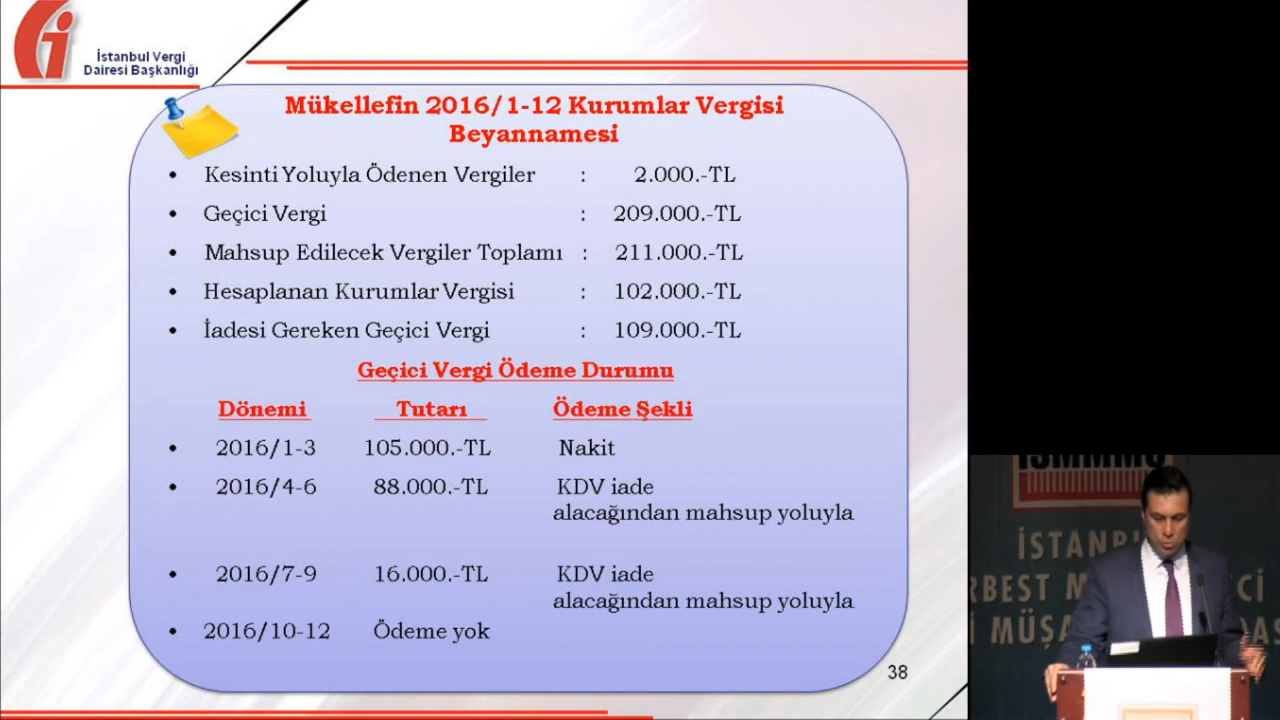 İstanbul Vergi
Dairesi Başkanlığı
Mükellefin 2016/1-12 Kurumlar Vergisi
Beyannamesi
• Kesinti Yoluyla Ödenen Vergiler : 2.000.-TL
• Geçici Vergi : 209.000.-TL
• Mahsup Edilecek Vergiler Toplamı : 211.000.-TL
• Hesaplanan Kurumlar Vergisi : 102.000.-TL
• İadesi Gereken Geçici Vergi : 109.000.-TL
Geçici Vergi Ödeme Durumu
Dönemi Tutarı Ödeme Şekli
• 2016/1-3 105.000.-TL Nakit
• 2016/4-6 88.000.-TL KDV iade
alacağından mahsup yoluyla
• 2016/7-9 16.000.-TL KDV iade
alacağından mahsup yoluyla
• 2016/10-12 Ödeme yok
38
İSTANB